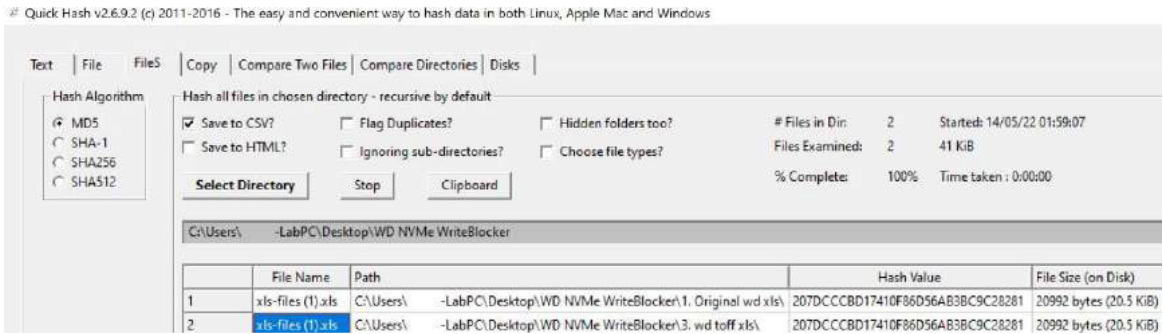 Quick Hash v2.6.9.2 (c) 2011-2016 - The easy and convenient way to hash data in both Linux, Apple Mac and Windows
Text File FileS Copy Compare Two Files Compare Directories Disks
Hash Algorithm Hash all files in chosen directory - recursive by default
MD5 Save to CSV? Flag Duplicates? Hidden folders too? # Files in Dir: 2 Started: 14/05/22 01:59:07
SHA-1 Save to HTML? Ignoring sub-directories? Choose file types? Files Examined: 2 41 KiB
SHA256
SHA512 Select Directory Stop Clipboard % Complete: 100% Time taken : 0:00:00
C:\Users\ -LabPC\Desktop\WD NVMe WriteBlocker
File Name Path Hash Value File Size (on Disk)
1 xls-files (1).xls C:\Users\ -LabPC\Desktop\WD NVMe WriteBlocker\1. Original wd xls\ 207DCCCBD17410F86D56AB3BC9C28281 20992 bytes (20.5 KiB)
2 xls-files (1).xls C:\Users\ -LabPC\Desktop\WD NVMe WriteBlocker\3. wd toff xls\ 207DCCCBD17410F86D56AB3BC9C28281 20992 bytes (20.5 KiB)